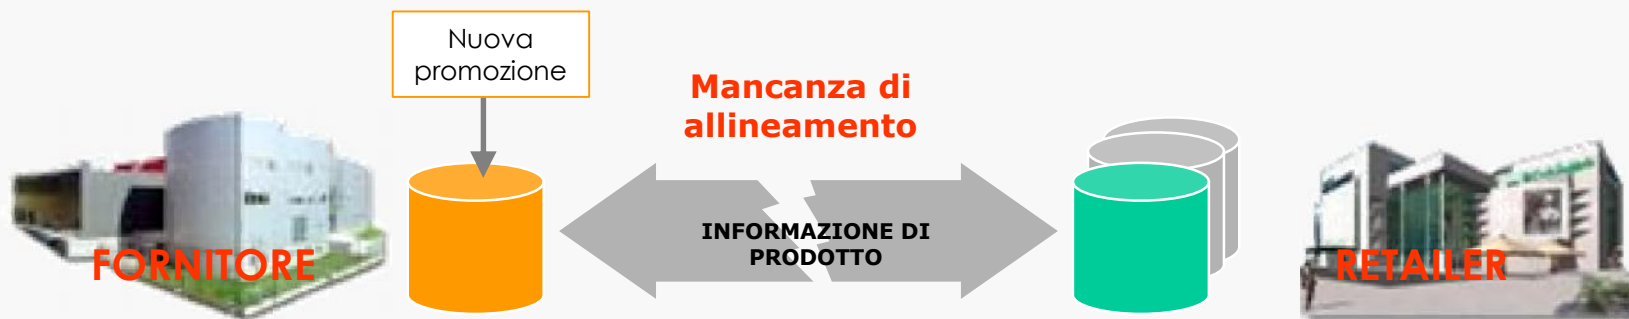 Nuova
promozione
Mancanza di
allineamento
INFORMAZIONE DI
PRODOTTO
FORNITORE
RETAILER